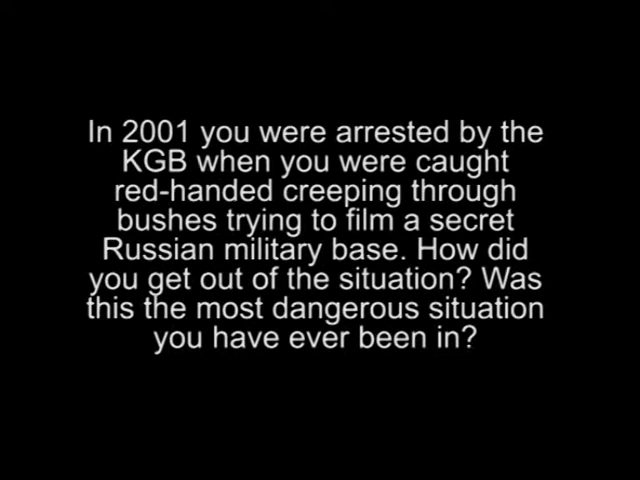 In 2001 you were arrested by the
KGB when you were caught
red-handed creeping through
bushes trying to film a secret
Russian military base. How did
you get out of the situation? Was
this the most dangerous situation
you have ever been in?